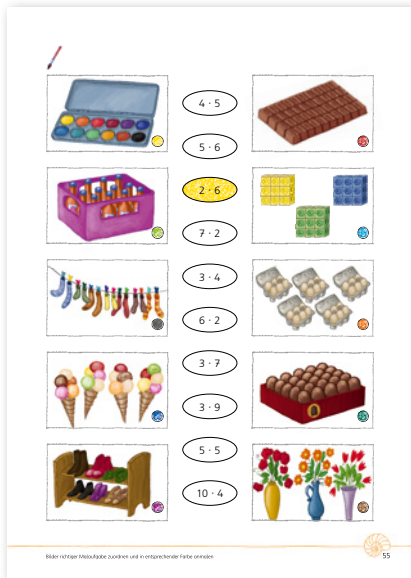 4 · 5
5 · 6
2 · 6
7 · 2
3 · 4
6 · 2
3 · 7
3 · 9
5 · 5
10 · 4
Bilder richtiger Malaufgabe zuordnen und in entsprechender Farbe anmalen
55